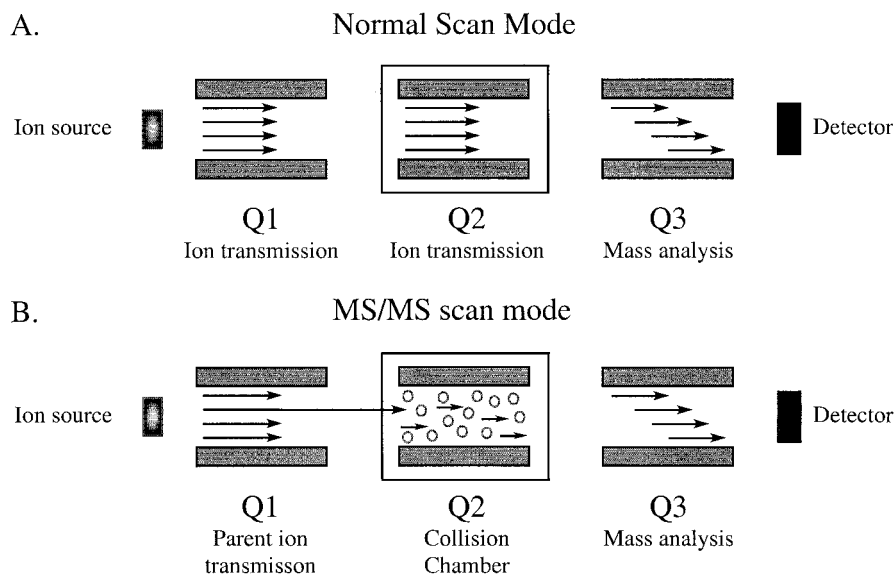 A.
Normal Scan Mode
Ion source
Detector
Q1
Q2
Q3
Ion transmission
Ion transmission
Mass analysis
B.
MS/MS scan mode
Ion source
Detector
Q1
Q2
Q3
Parent ion
transmisson
Collision
Chamber
Mass analysis